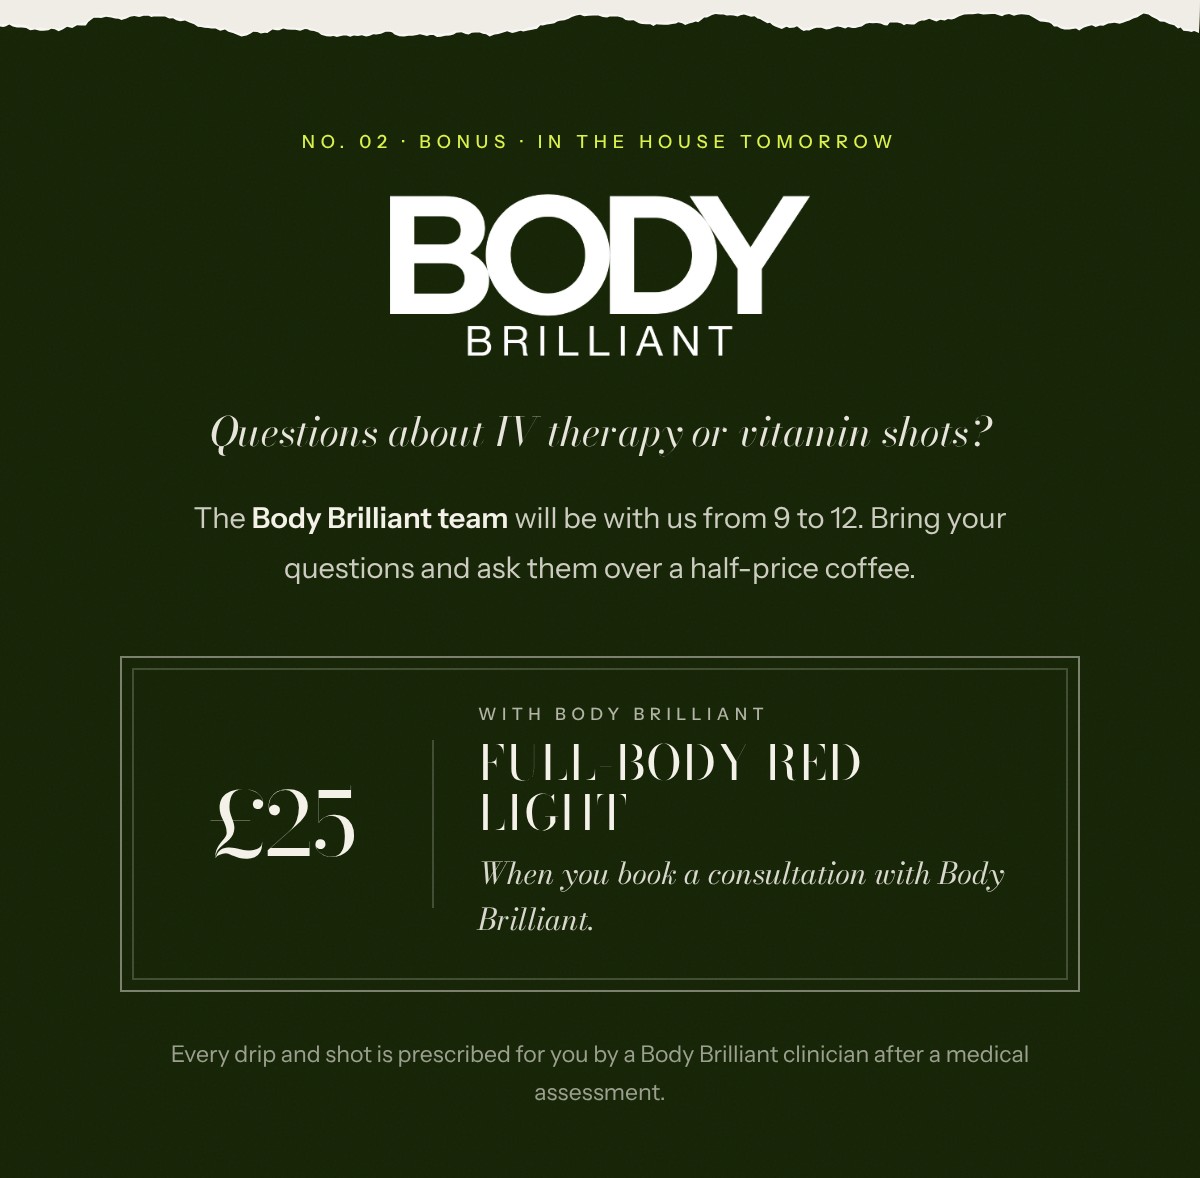 NO. 02 · BONUS · IN THE HOUSE TOMORROW
BODY
BRILLIANT
Questions about IV therapy or vitamin shots?
The Body Brilliant team will be with us from 9 to 12. Bring your
questions and ask them over a half-price coffee.
WITH BODY BRILLIANT
£25
FULL-BODY RED
LIGHT
When you book a consultation with Body
Brilliant.
Every drip and shot is prescribed for you by a Body Brilliant clinician after a medical
assessment.